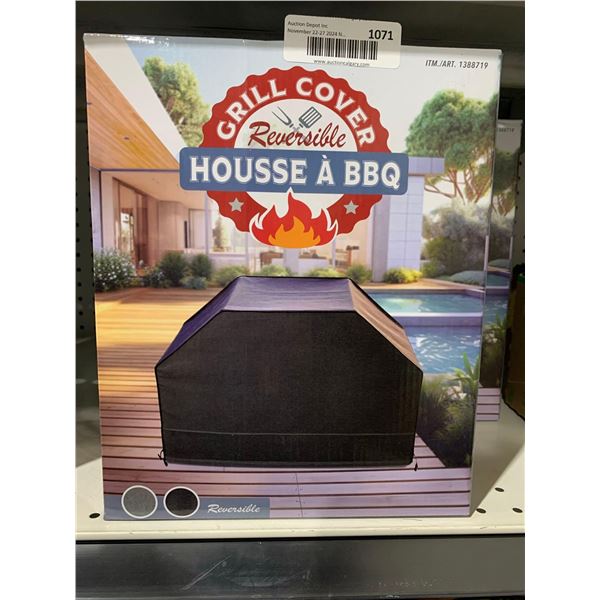 Auction Depot Inc
November 22-27 2024 N...
1071
www.auctioncalgary.com
ITM./ART. 1388719
GRILL COVER
Reversible
HOUSSE À BBQ
Reversible
1388719